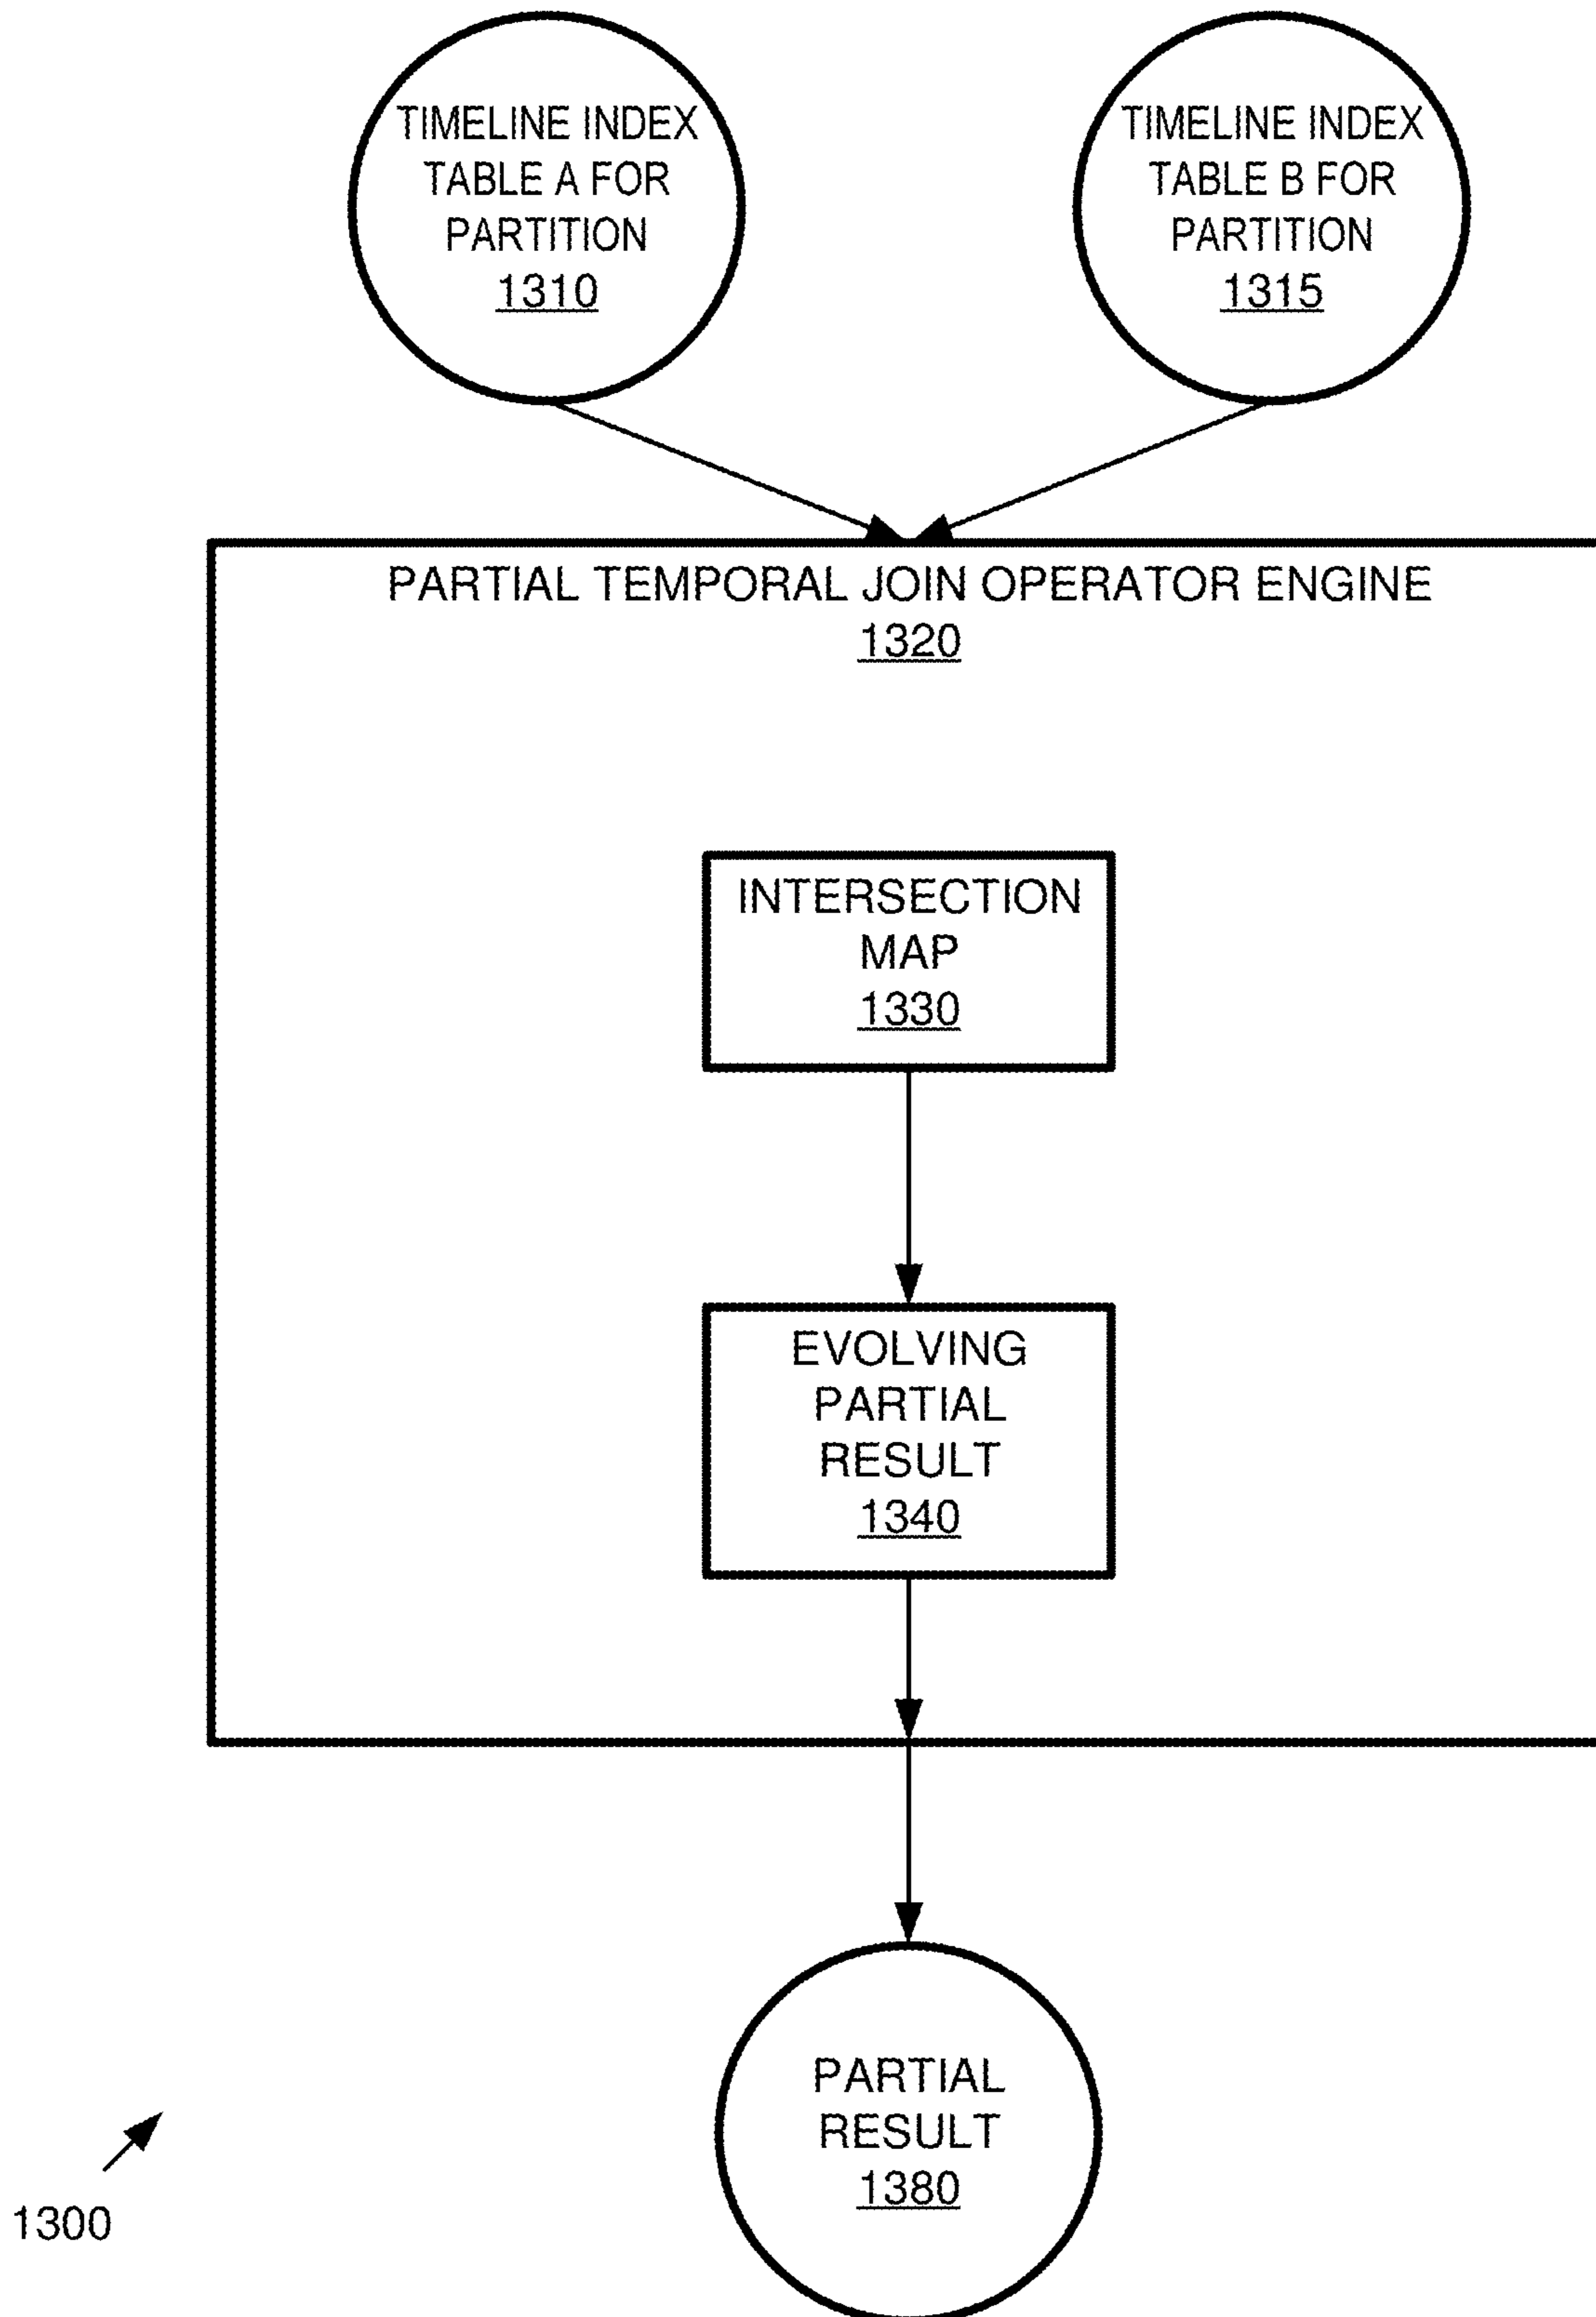 TIMELINE INDEX
TABLE A FOR
PARTITION
1310
TIMELINE INDEX
TABLE B FOR
PARTITION
1315
PARTIAL TEMPORAL JOIN OPERATOR ENGINE
1320
INTERSECTION
MAP
1330
EVOLVING
PARTIAL
RESULT
1340
PARTIAL
RESULT
1380
1300